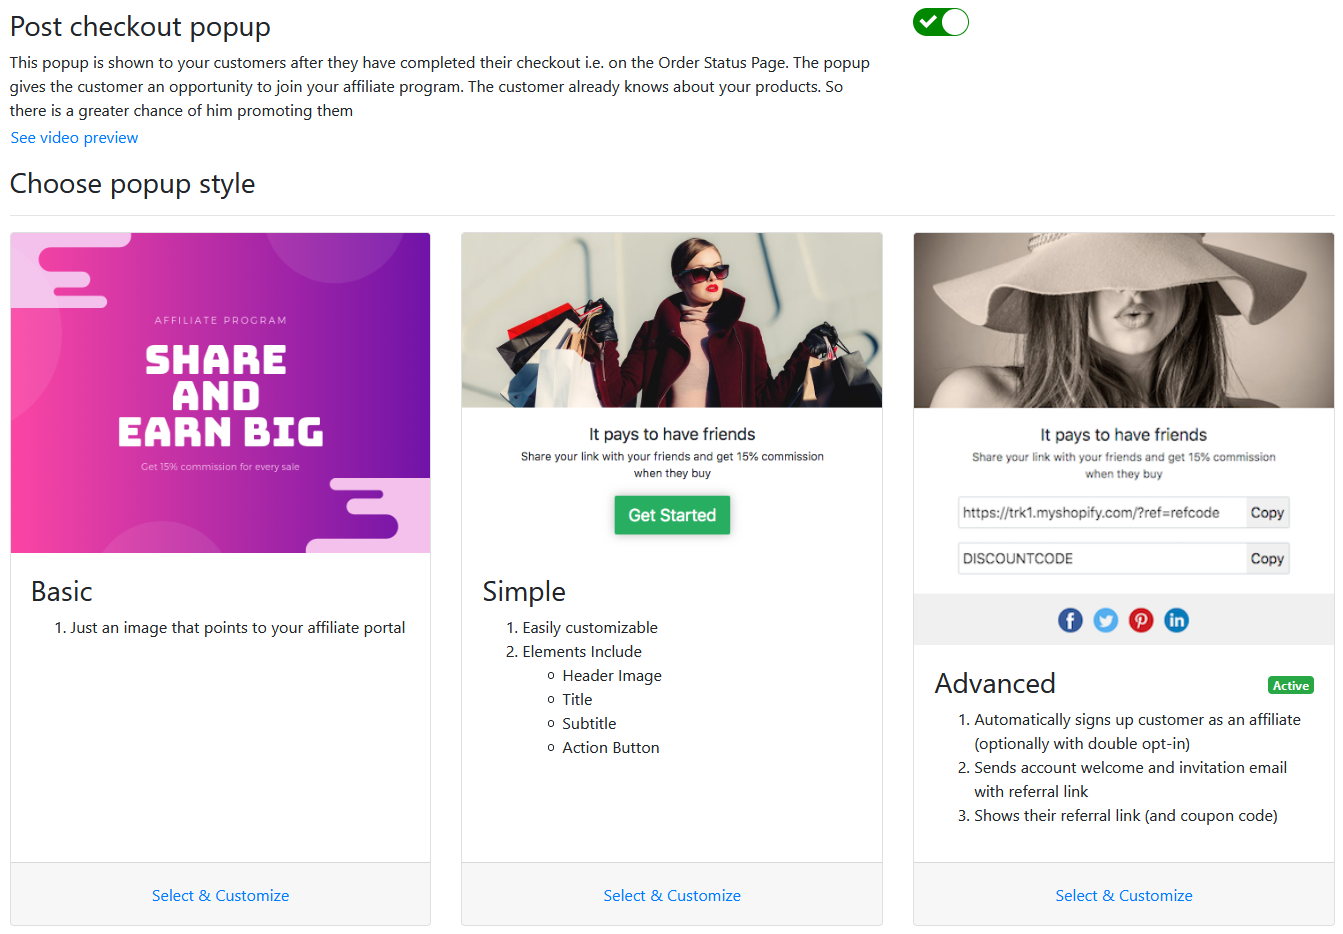 Post checkout popup
This popup is shown to your customers after they have completed their checkout i.e. on the Order Status Page. The popup
gives the customer an opportunity to join your affiliate program. The customer already knows about your products. So
there is a greater chance of him promoting them
See video preview
Choose popup style
AFFILIATE PROGRAM
SHARE
AND
EARN BIG
Get 15% commission for every sale
Basic
1. Just an image that points to your affiliate portal
Select & Customize
It pays to have friends
Share your link with your friends and get 15% commission
when they buy
Get Started
Simple
1. Easily customizable
2. Elements Include
Header Image
Title
Subtitle
Action Button
Select & Customize
It pays to have friends
Share your link with your friends and get 15% commission
when they buy
https://trk1.myshopify.com/?ref=refcode Copy
DISCOUNTCODE Copy
Advanced Active
1. Automatically signs up customer as an affiliate
(optionally with double opt-in)
2. Sends account welcome and invitation email
with referral link
3. Shows their referral link (and coupon code)
Select & Customize